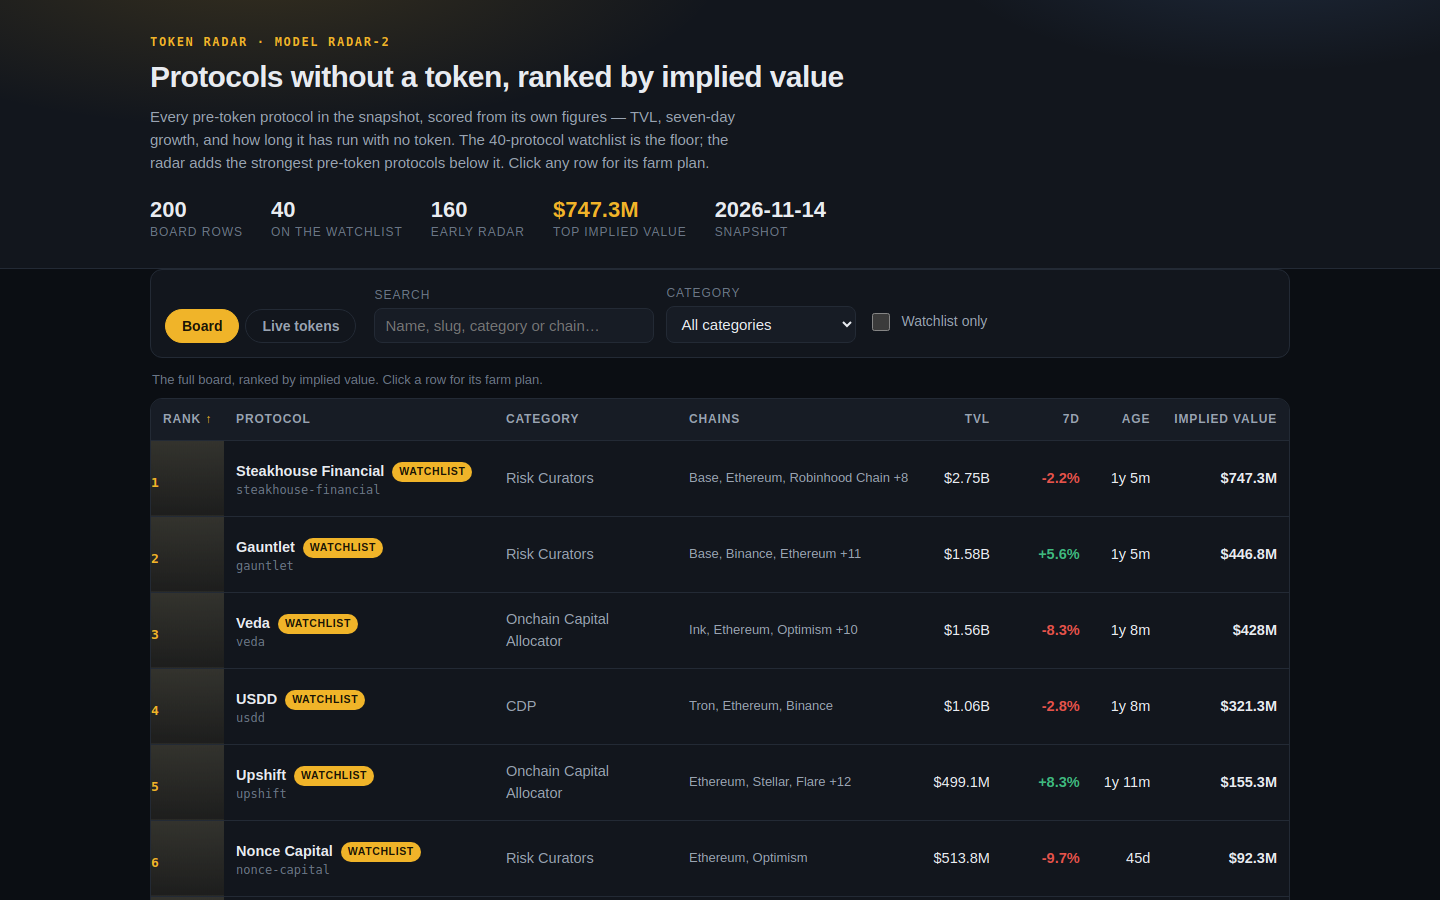 TOKEN RADAR · MODEL RADAR-2
Protocols without a token, ranked by implied value
Every pre-token protocol in the snapshot, scored from its own figures — TVL, seven-day
growth, and how long it has run with no token. The 40-protocol watchlist is the floor; the
radar adds the strongest pre-token protocols below it. Click any row for its farm plan.
200 40 160 $747.3M 2026-11-14
BOARD ROWS ON THE WATCHLIST EARLY RADAR TOP IMPLIED VALUE SNAPSHOT
SEARCH CATEGORY
Board Live tokens Name, slug, category or chain… All categories Watchlist only
The full board, ranked by implied value. Click a row for its farm plan.
RANK ↑ PROTOCOL CATEGORY CHAINS TVL 7D AGE IMPLIED VALUE
1 Steakhouse Financial WATCHLIST Risk Curators Base, Ethereum, Robinhood Chain +8 $2.75B -2.2% 1y 5m $747.3M
steakhouse-financial
2 Gauntlet WATCHLIST Risk Curators Base, Binance, Ethereum +11 $1.58B +5.6% 1y 5m $446.8M
gauntlet
3 Veda WATCHLIST Onchain Capital Allocator Ink, Ethereum, Optimism +10 $1.56B -8.3% 1y 8m $428M
veda
4 USDD WATCHLIST CDP Tron, Ethereum, Binance $1.06B -2.8% 1y 8m $321.3M
usdd
5 Upshift WATCHLIST Onchain Capital Allocator Ethereum, Stellar, Flare +12 $499.1M +8.3% 1y 11m $155.3M
upshift
6 Nonce Capital WATCHLIST Risk Curators Ethereum, Optimism $513.8M -9.7% 45d $92.3M
nonce-capital